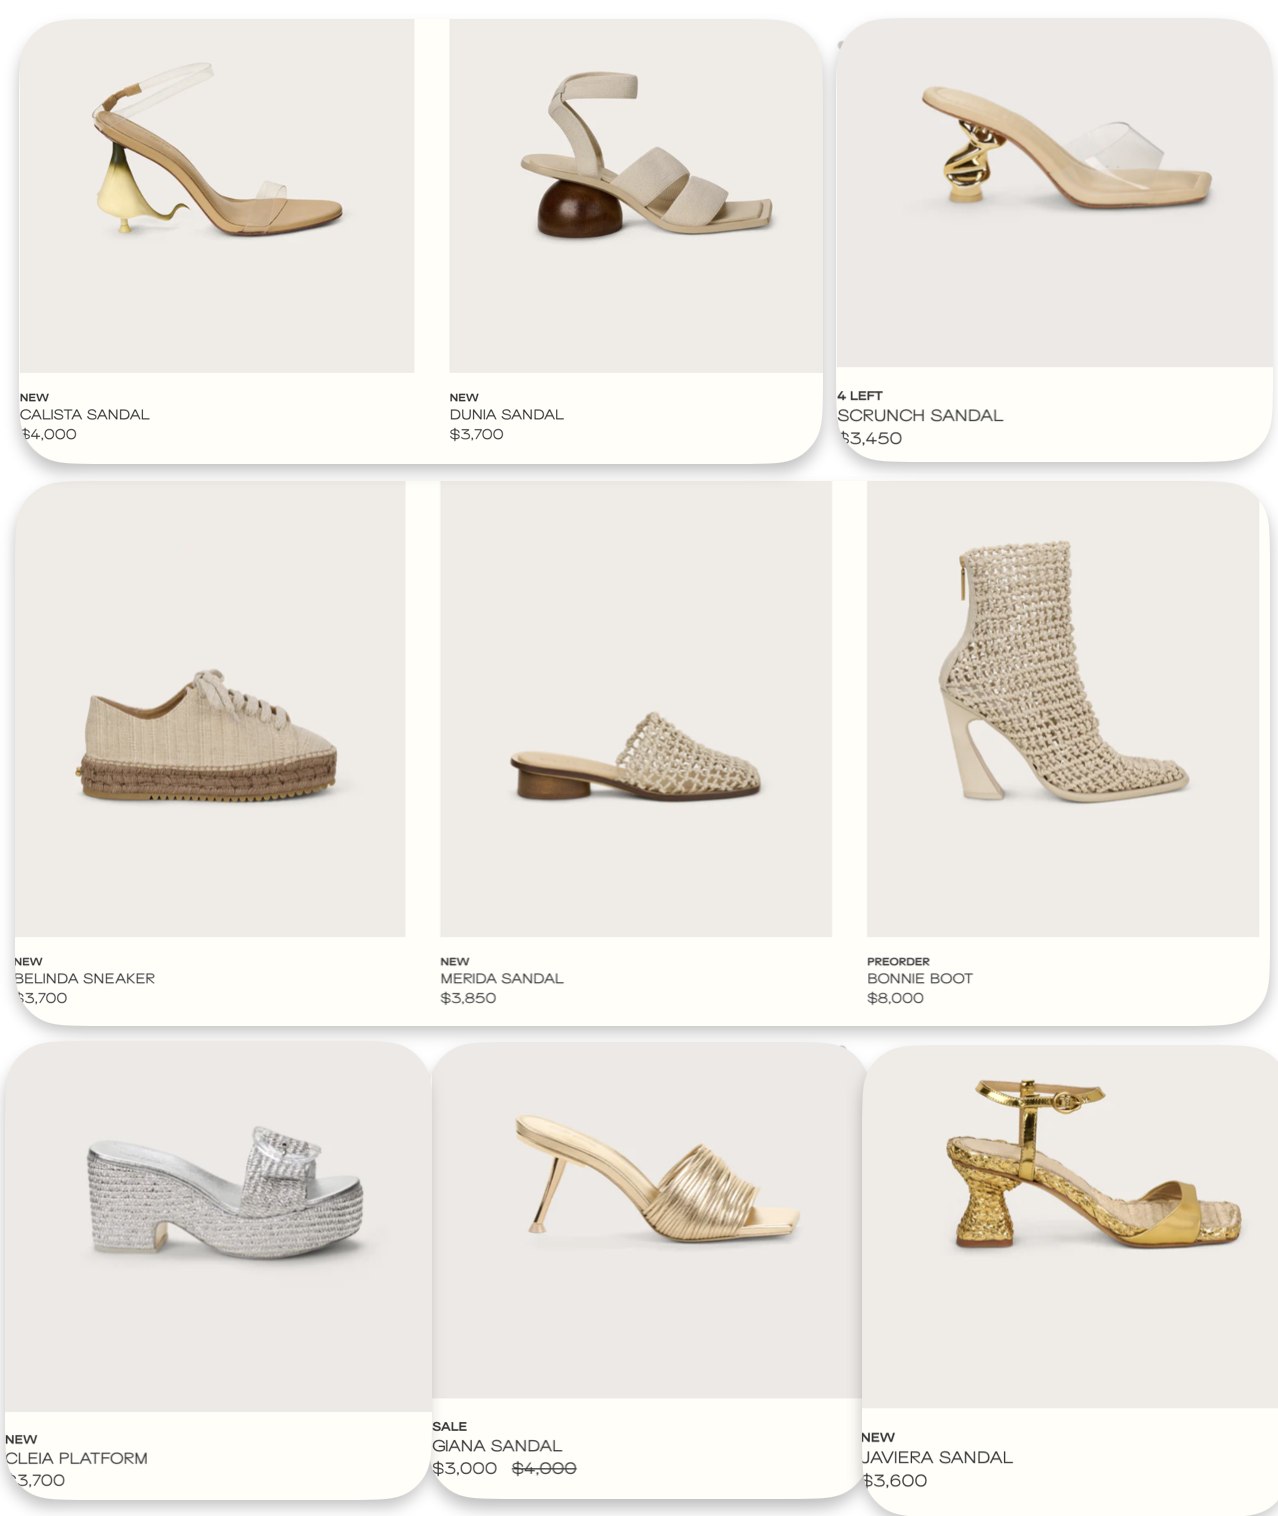 NEW
CALISTA SANDAL
$4,000
NEW
DUNIA SANDAL
$3,700
4 LEFT
SCRUNCH SANDAL
$3,450
NEW
BELINDA SNEAKER
$3,700
NEW
MERIDA SANDAL
$3,850
PREORDER
BONNIE BOOT
$8,000
NEW
CLEIA PLATFORM
$3,700
SALE
GIANA SANDAL
$3,000 $4,000
NEW
JAVIERA SANDAL
$3,600